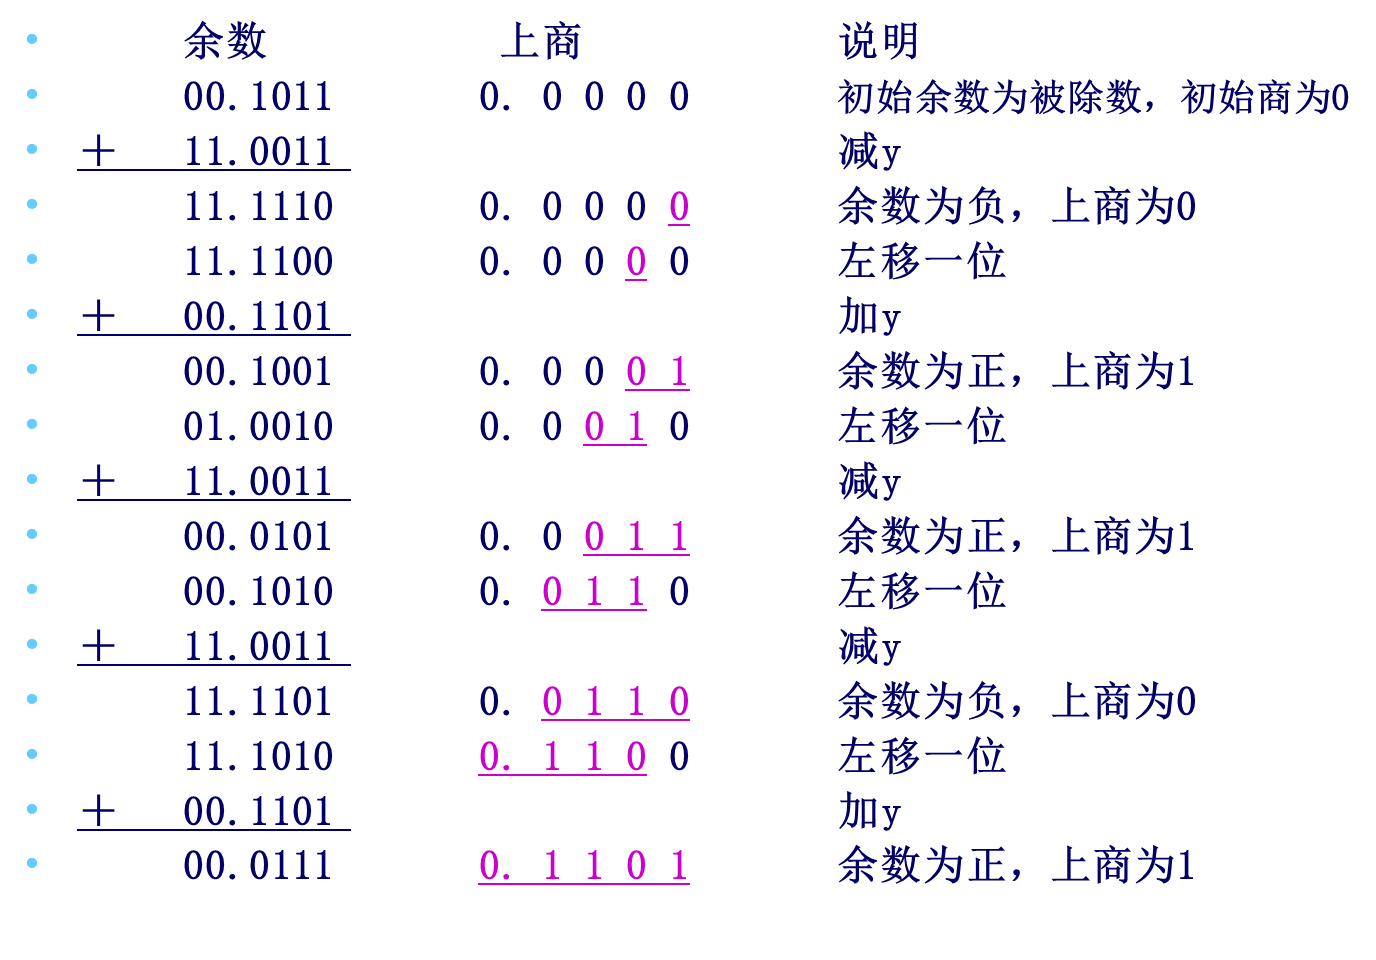 • 余数 上商 说明
• 00.1011 0. 0 0 0 0 初始余数为被除数，初始商为0
• ＋ 11.0011 减y
• 11.1110 0. 0 0 0 0 余数为负，上商为0
• 11.1100 0. 0 0 0 0 左移一位
• ＋ 00.1101 加y
• 00.1001 0. 0 0 0 1 余数为正，上商为1
• 01.0010 0. 0 0 1 0 左移一位
• ＋ 11.0011 减y
• 00.0101 0. 0 0 1 1 余数为正，上商为1
• 00.1010 0. 0 1 1 0 左移一位
• ＋ 11.0011 减y
• 11.1101 0. 0 1 1 0 余数为负，上商为0
• 11.1010 0. 1 1 0 0 左移一位
• ＋ 00.1101 加y
• 00.0111 0. 1 1 0 1 余数为正，上商为1